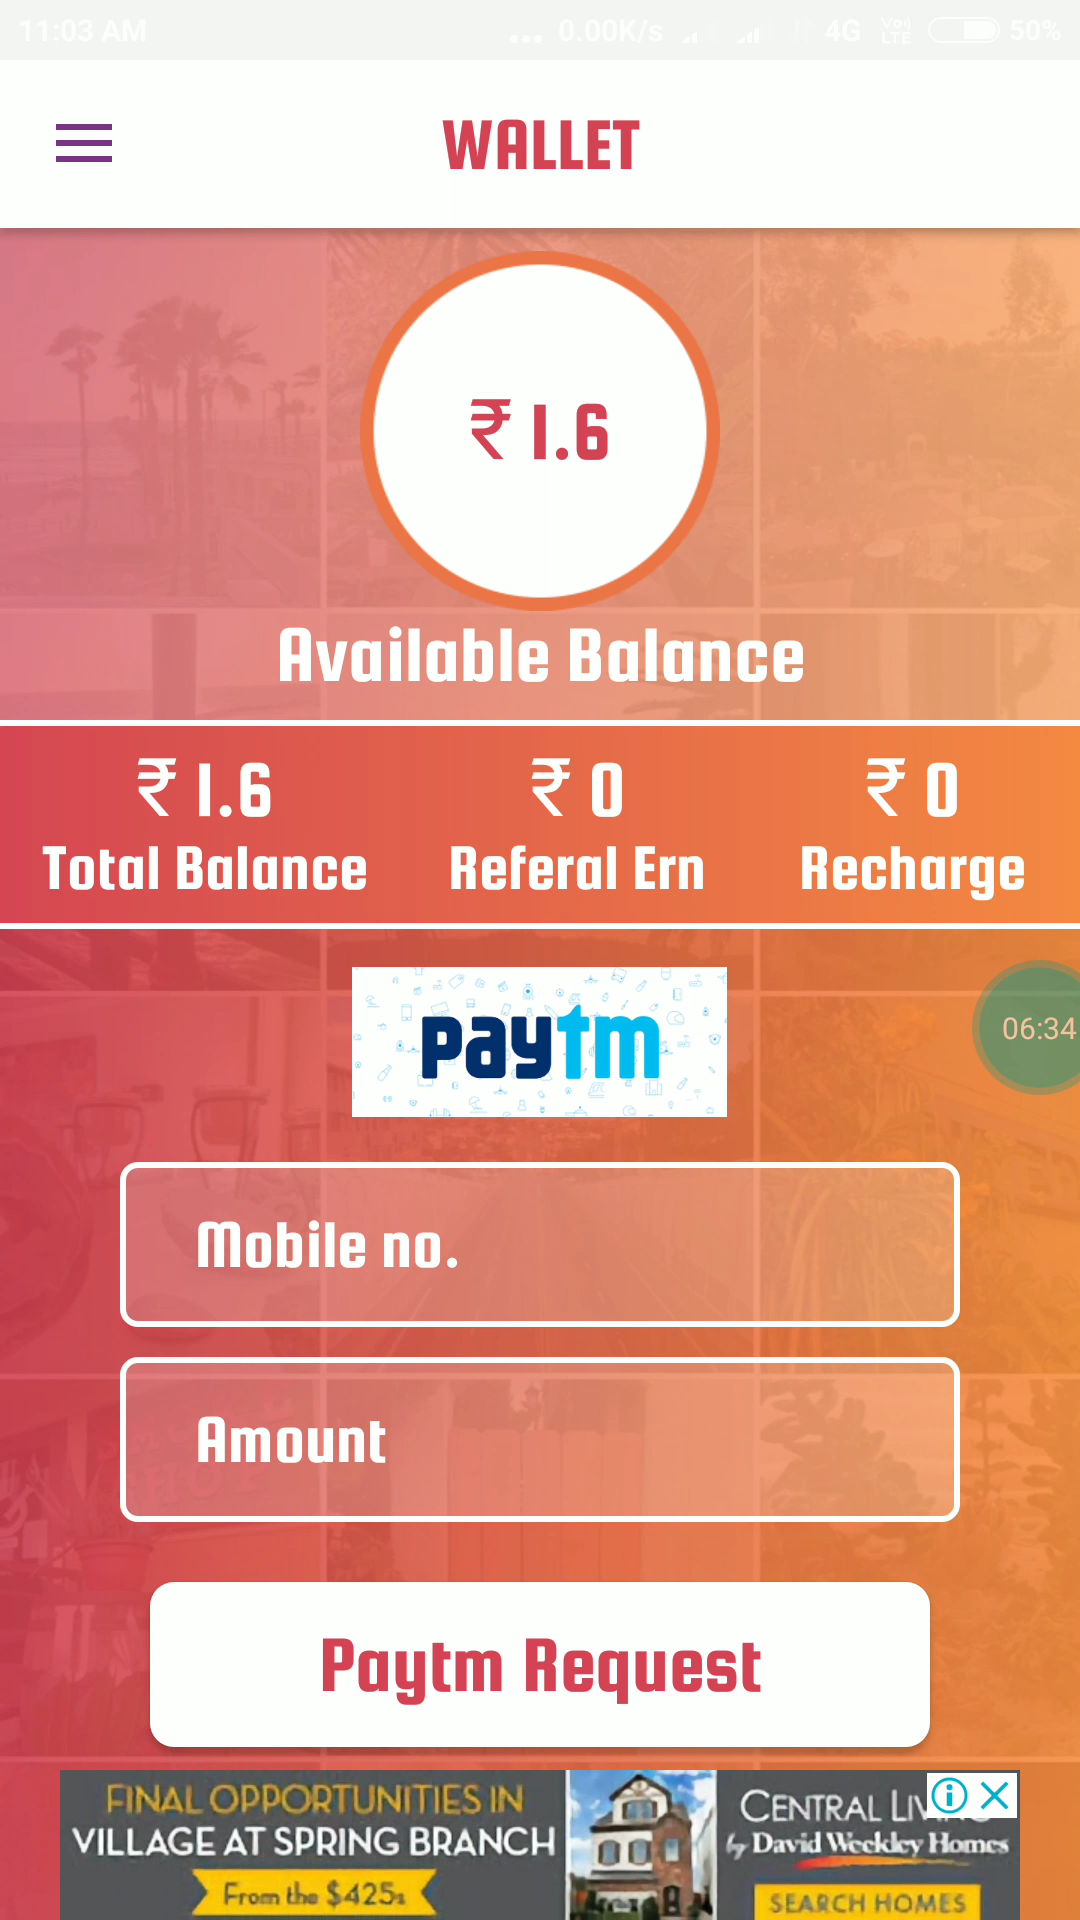 11:03 AM ... 0.00K/s 4G VoLTE 50%
WALLET
₹ 1.6
Available Balance
₹ 1.6 ₹ 0 ₹ 0
Total Balance Referal Ern Recharge
paytm
06:34
Mobile no.
Amount
Paytm Request
FINAL OPPORTUNITIES IN
VILLAGE AT SPRING BRANCH
From the $425s
CENTRAL
by David Weekley Homes
SEARCH HOMES